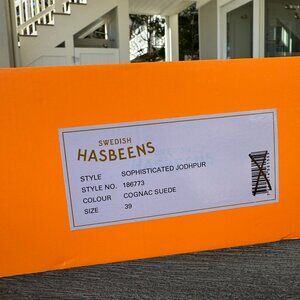 SWEDISH
HASBEENS
STYLE SOPHISTICATED JODHPUR
STYLE NO. 186773
COLOUR COGNAC SUEDE
SIZE 39